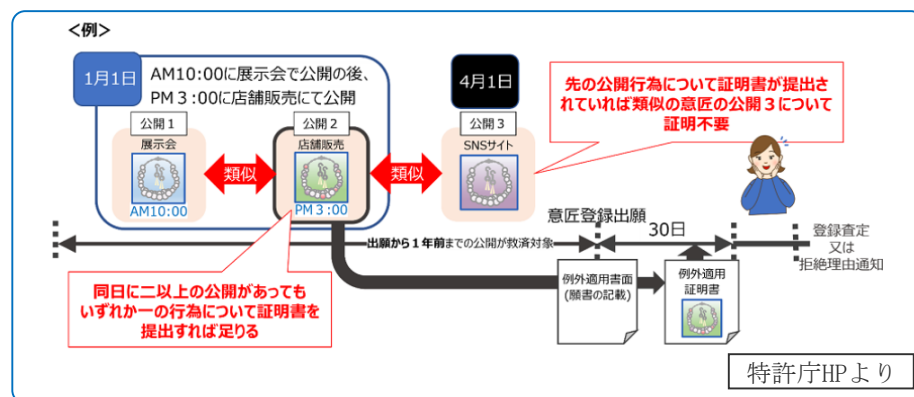 ＜例＞
1月1日
AM10:00に展示会で公開の後、
PM３:00に店舗販売にて公開
公開１
展示会
AM10:00
類似
公開２
店舗販売
PM３:00
類似
4月1日
公開３
SNSサイト
先の公開行為について証明書が提出さ
れていれば類似の意匠の公開３について
証明不要
意匠登録出願
30日
出願から１年前までの公開が救済対象
登録査定
又は
拒絶理由通知
同日に二以上の公開があっても
いずれか一の行為について証明書を
提出すれば足りる
例外適用書面
(願書の記載)
例外適用
証明書
特許庁HPより